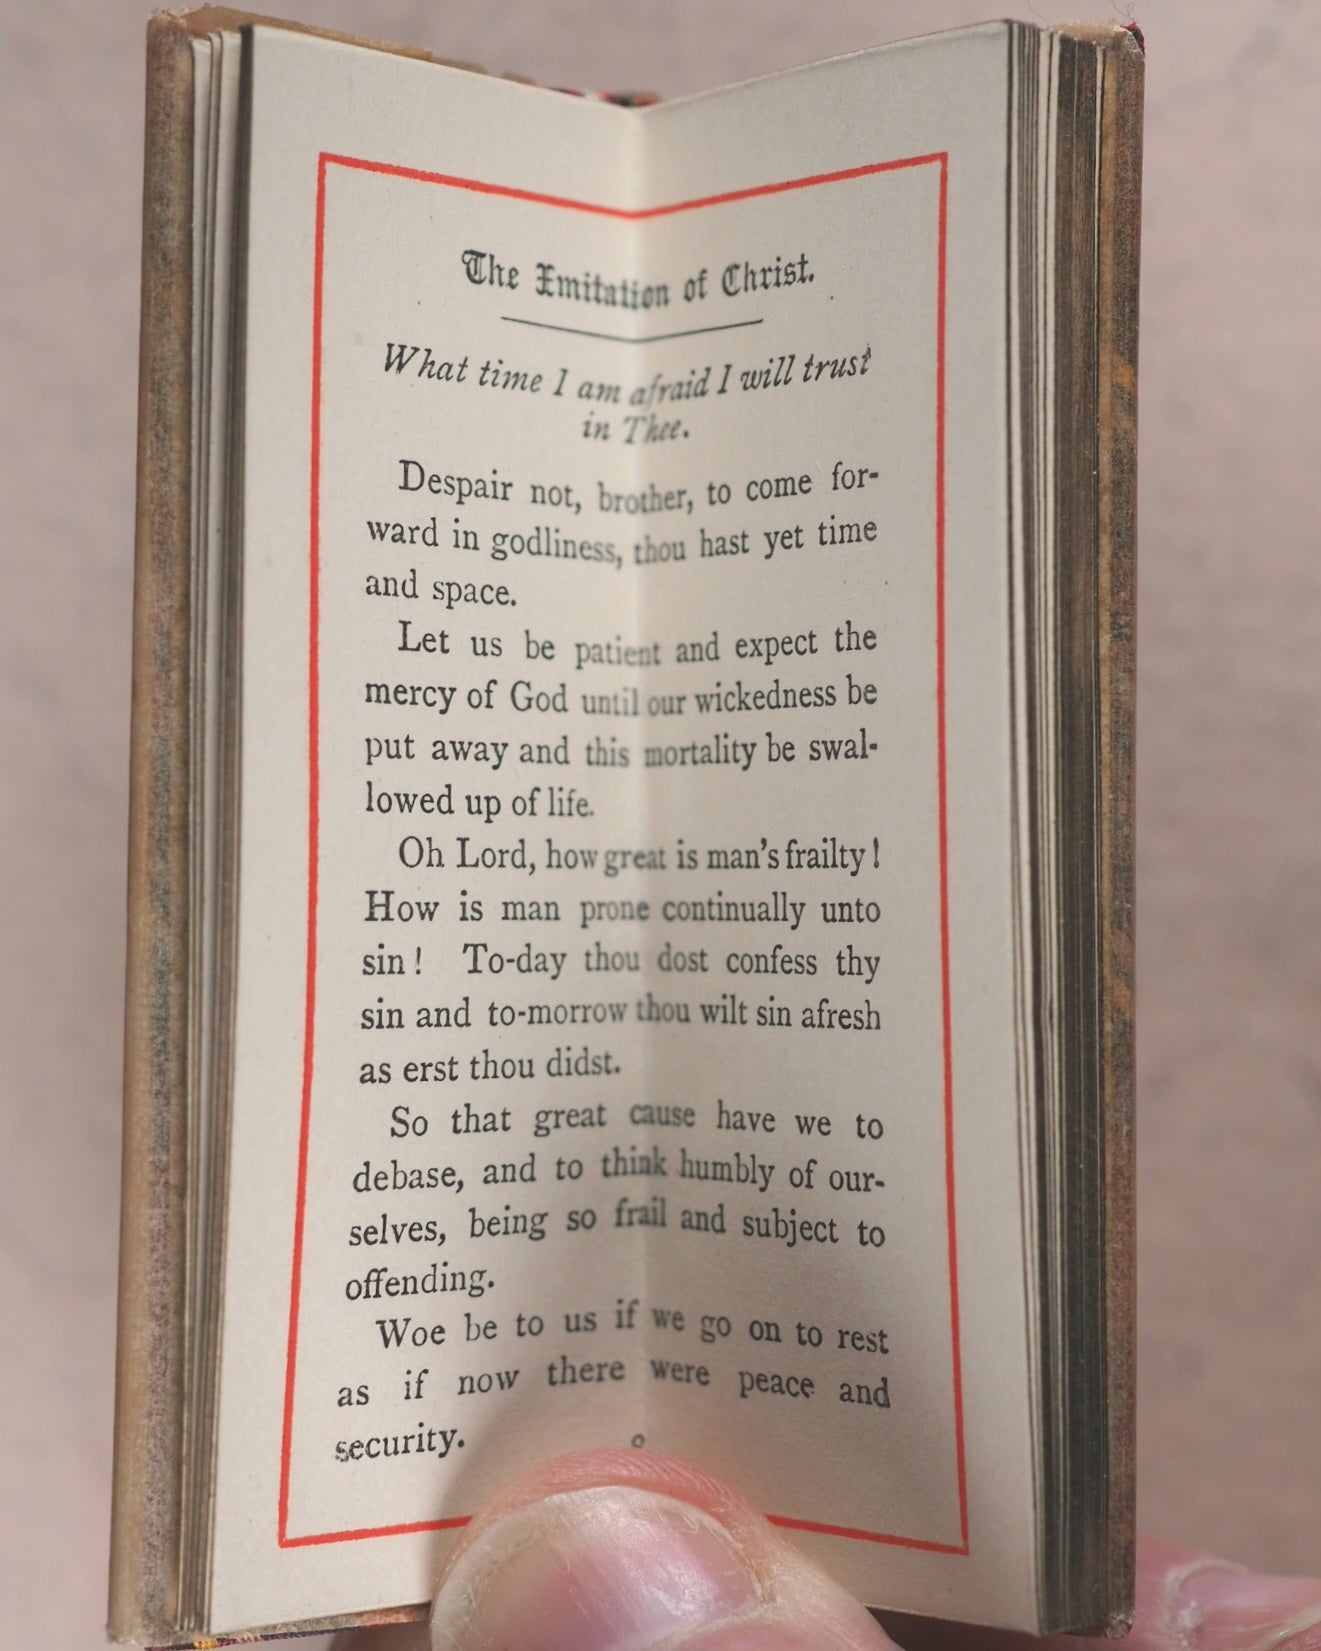 The Imitation of Christ.
What time I am afraid I will trust
in Thee.
Despair not, brother, to come for-
ward in godliness, thou hast yet time
and space.
Let us be patient and expect the
mercy of God until our wickedness be
put away and this mortality be swal-
lowed up of life.
Oh Lord, how great is man's frailty!
How is man prone continually unto
sin! To-day thou dost confess thy
sin and to-morrow thou wilt sin afresh
as erst thou didst.
So that great cause have we to
debase, and to think humbly of our-
selves, being so frail and subject to
offending.
Woe be to us if we go on to rest
as if now there were peace and
security.